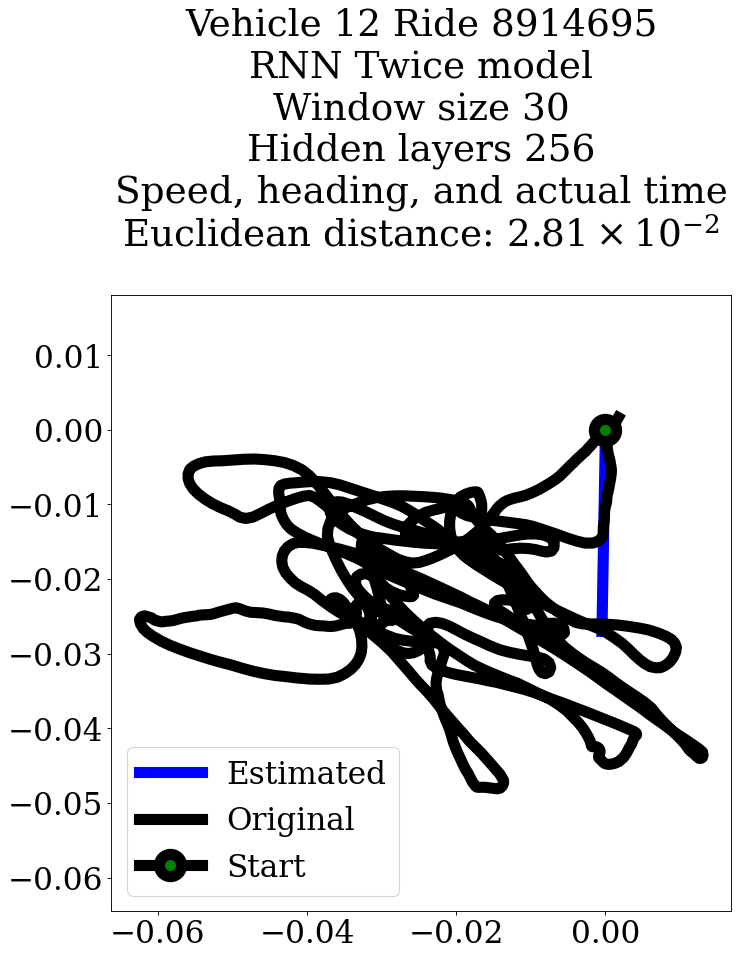 Vehicle 12 Ride 8914695
RNN Twice model
Window size 30
Hidden layers 256
Speed, heading, and actual time
Euclidean distance: 2.81 × 10⁻²
0.01
0.00
−0.01
−0.02
−0.03
−0.04
−0.05
−0.06
Estimated
Original
Start
−0.06 −0.04 −0.02 0.00